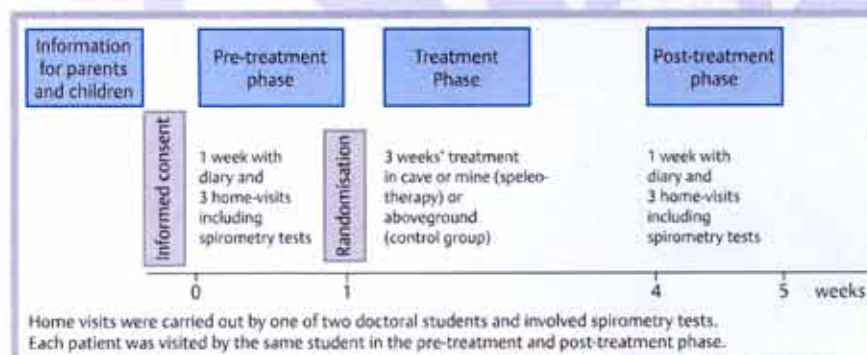 Information
for parents
and children
Pre-treatment
phase
Treatment
Phase
Post-treatment
phase
Informed consent
1 week with
diary and
3 home-visits
including
spirometry tests
Randomisation
3 weeks' treatment
in cave or mine (speleo-
therapy) or
aboveground
(control group)
1 week with
diary and
3 home-visits
including
spirometry tests
0
1
4
5
weeks
Home visits were carried out by one of two doctoral students and involved spirometry tests.
Each patient was visited by the same student in the pre-treatment and post-treatment phase.